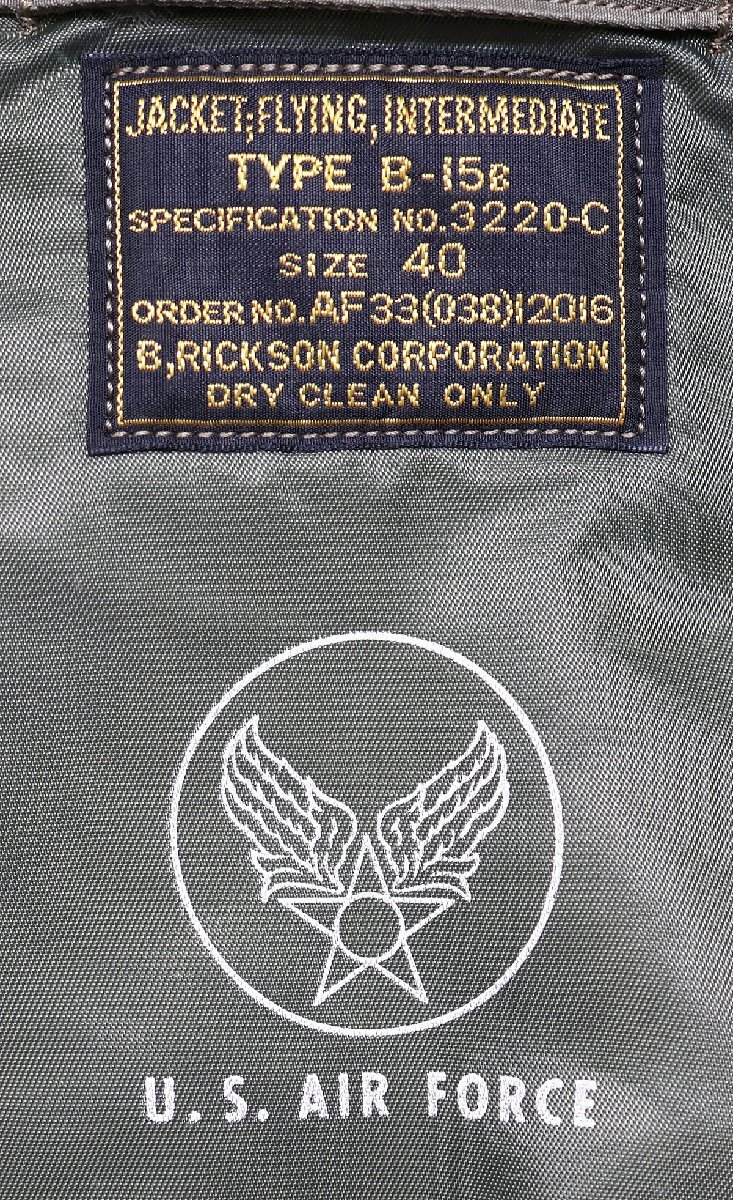 JACKET;FLYING,INTERMEDIATE
TYPE B-15B
SPECIFICATION NO.3220-C
SIZE 40
ORDER NO.AF33(038)12016
B,RICKSON CORPORATION
DRY CLEAN ONLY
U. S. AIR FORCE